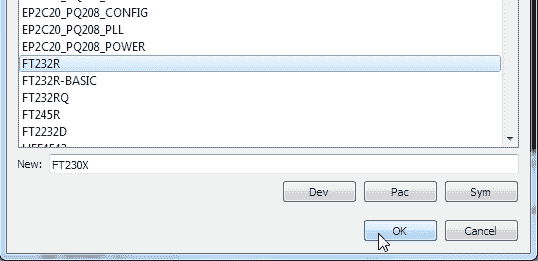 EP2C20_PQ208_CONFIG
EP2C20_PQ208_PLL
EP2C20_PQ208_POWER
FT232R
FT232R-BASIC
FT232RQ
FT245R
FT2232D
New: FT230X
Dev Pac Sym
OK Cancel